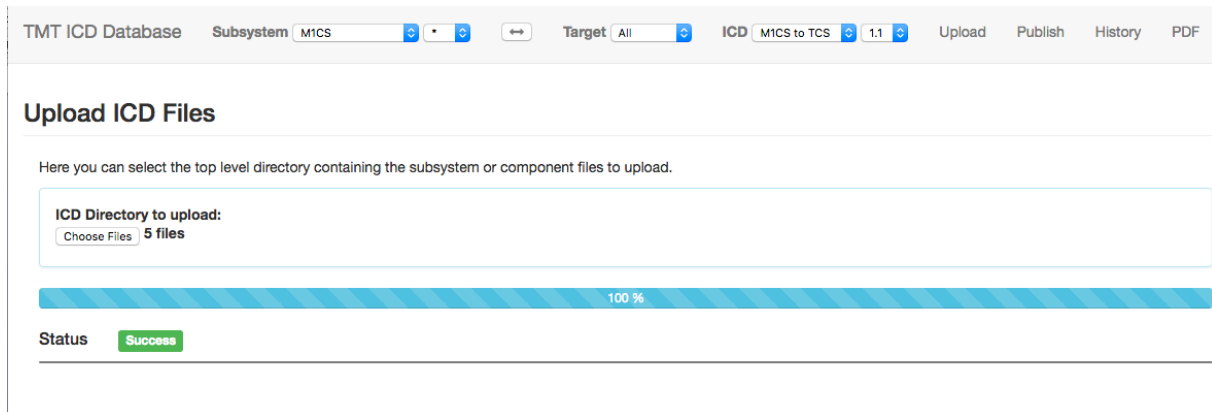 TMT ICD Database Subsystem M1CS * Target All ICD M1CS to TCS 1.1 Upload Publish History PDF
Upload ICD Files
Here you can select the top level directory containing the subsystem or component files to upload.
ICD Directory to upload:
Choose Files 5 files
100 %
Status Success